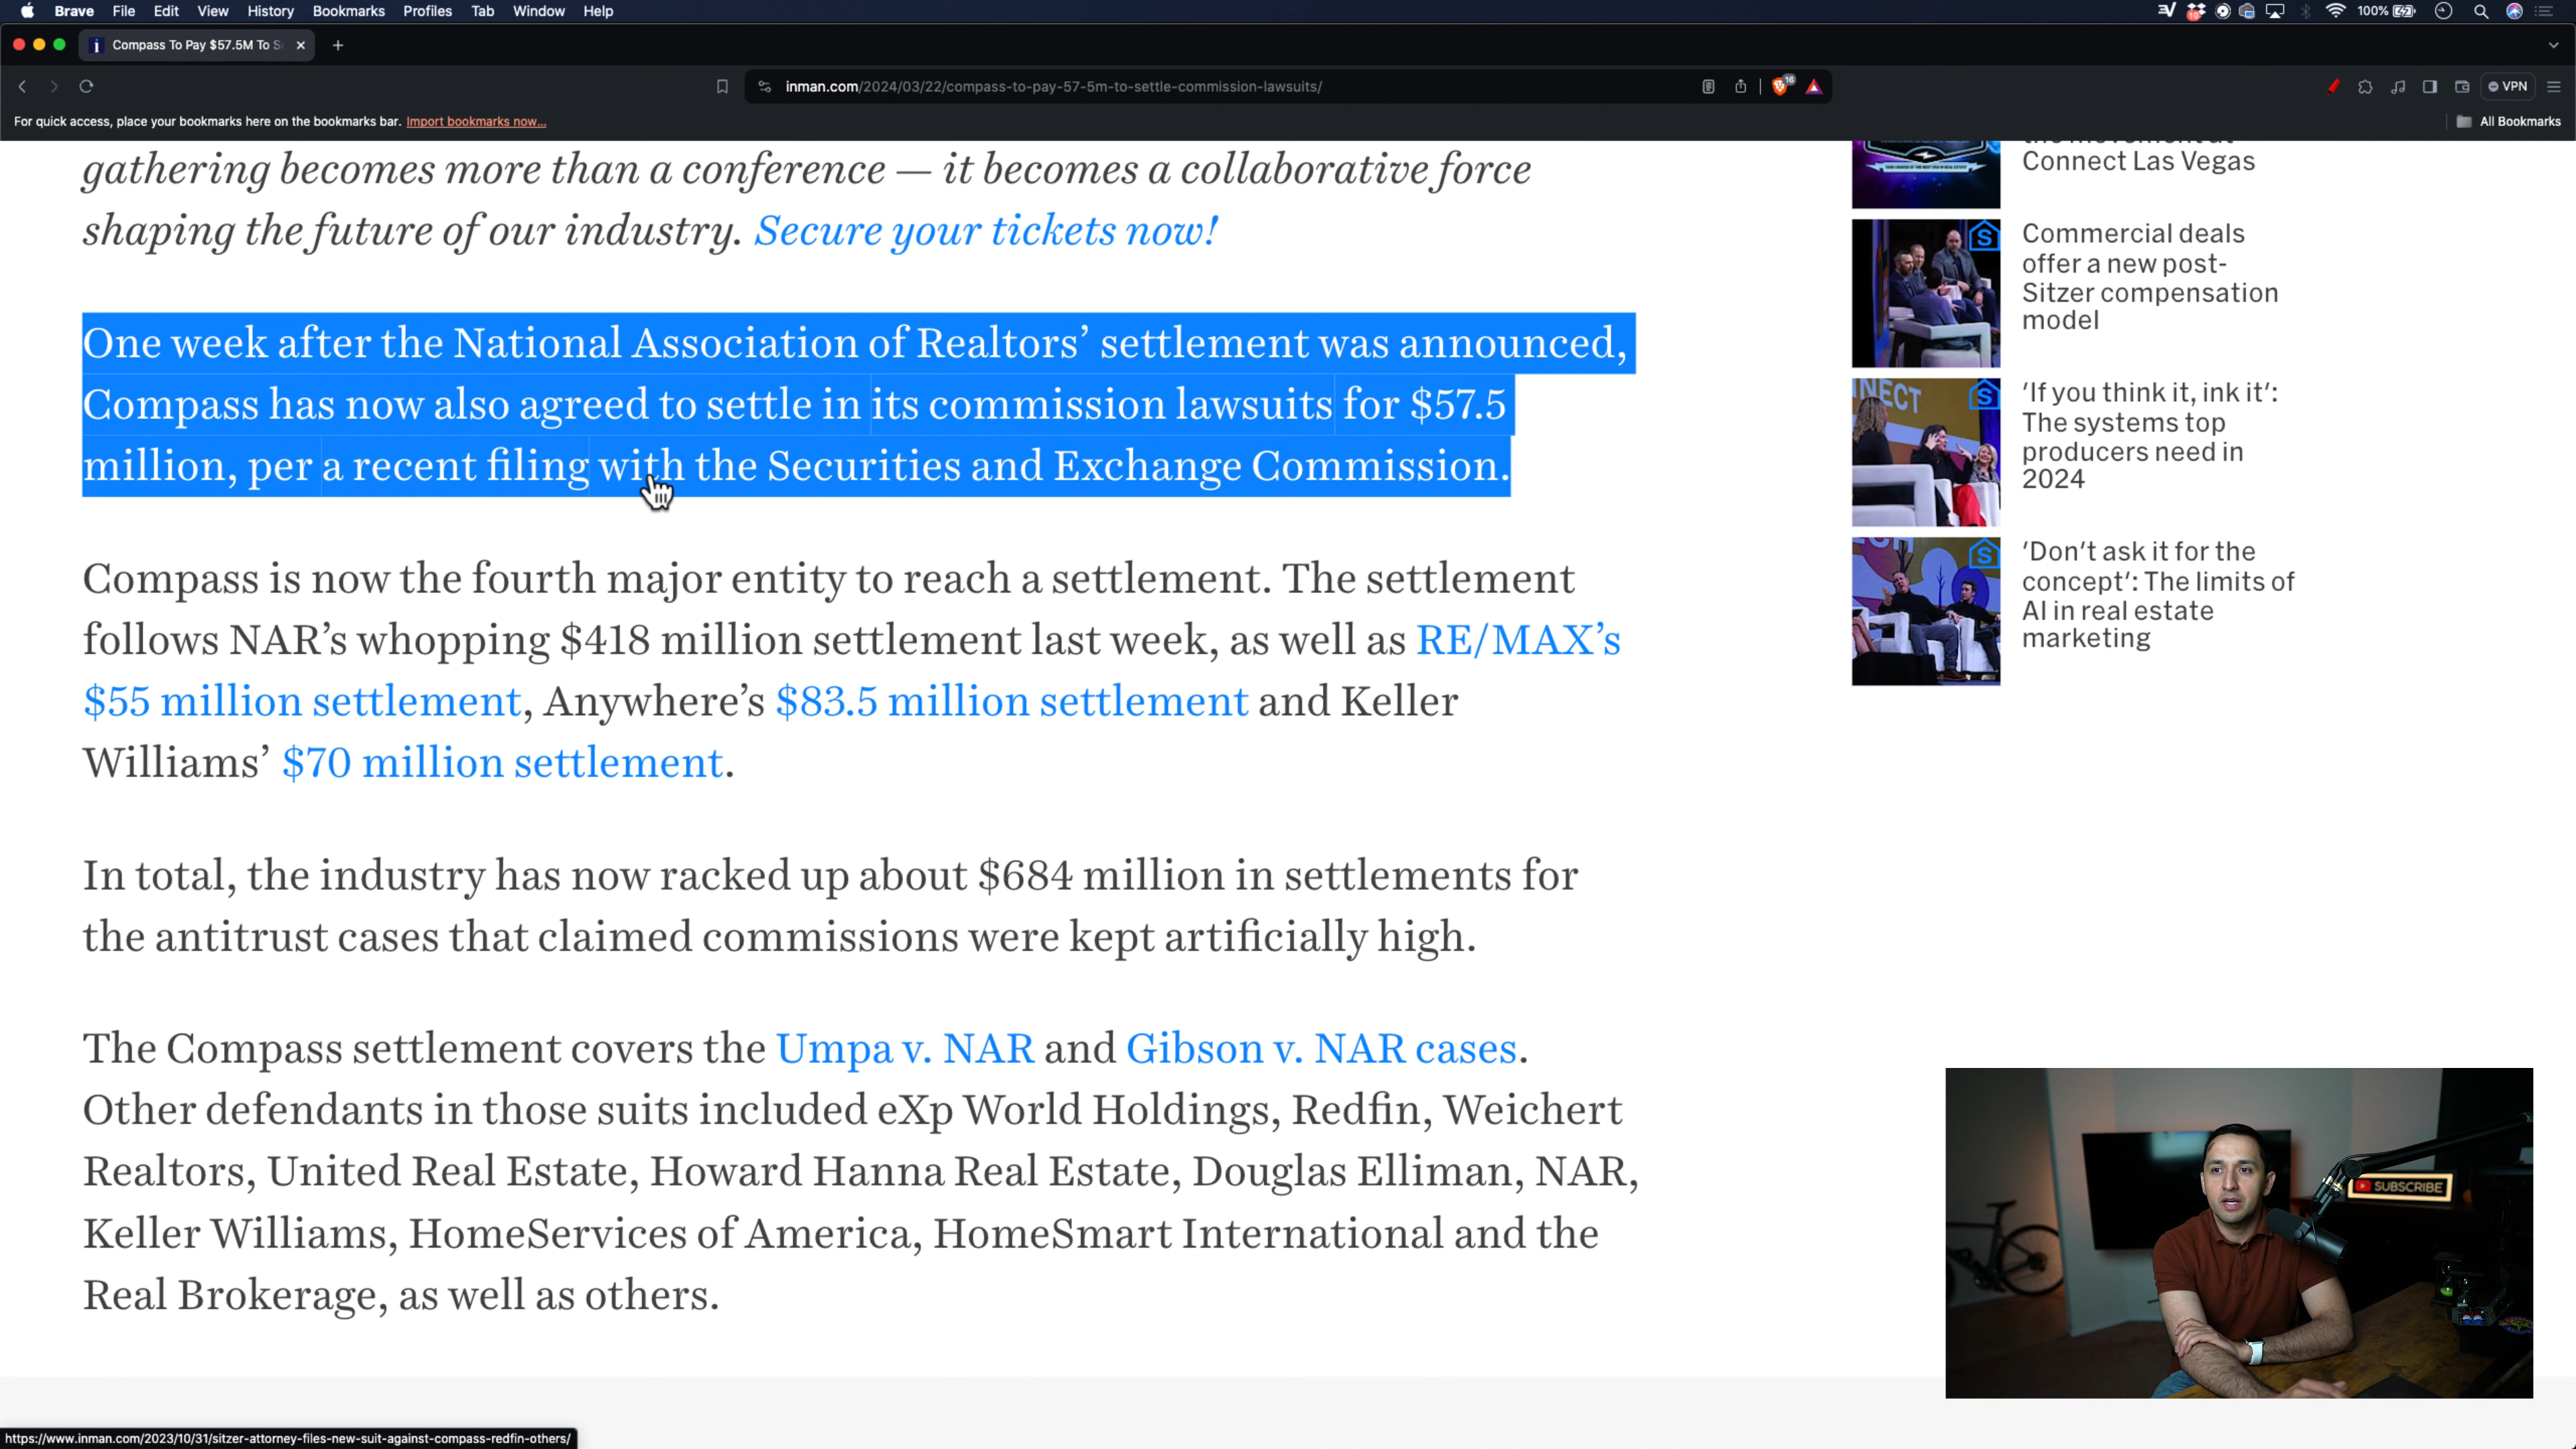 Brave File Edit View History Bookmarks Profiles Tab Window Help
100%
Compass To Pay $57.5M To S
inman.com/2024/03/22/compass-to-pay-57-5m-to-settle-commission-lawsuits/
16
VPN
For quick access, place your bookmarks here on the bookmarks bar. Import bookmarks now...
All Bookmarks
gathering becomes more than a conference — it becomes a collaborative force
shaping the future of our industry. Secure your tickets now!
One week after the National Association of Realtors’ settlement was announced,
Compass has now also agreed to settle in its commission lawsuits for $57.5
million, per a recent filing with the Securities and Exchange Commission.
Compass is now the fourth major entity to reach a settlement. The settlement
follows NAR’s whopping $418 million settlement last week, as well as RE/MAX’s
$55 million settlement, Anywhere’s $83.5 million settlement and Keller
Williams’ $70 million settlement.
In total, the industry has now racked up about $684 million in settlements for
the antitrust cases that claimed commissions were kept artificially high.
The Compass settlement covers the Umpa v. NAR and Gibson v. NAR cases.
Other defendants in those suits included eXp World Holdings, Redfin, Weichert
Realtors, United Real Estate, Howard Hanna Real Estate, Douglas Elliman, NAR,
Keller Williams, HomeServices of America, HomeSmart International and the
Real Brokerage, as well as others.
Connect Las Vegas
Commercial deals
offer a new post-
Sitzer compensation
model
‘If you think it, ink it’:
The systems top
producers need in
2024
‘Don’t ask it for the
concept’: The limits of
AI in real estate
marketing
SUBSCRIBE
https://www.inman.com/2023/10/31/sitzer-attorney-files-new-suit-against-compass-redfin-others/